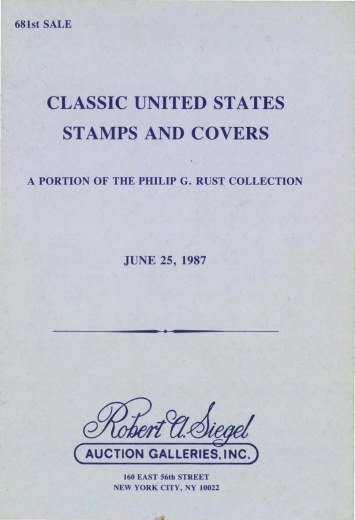 681st SALE
CLASSIC UNITED STATES
STAMPS AND COVERS
A PORTION OF THE PHILIP G. RUST COLLECTION
JUNE 25, 1987
Robert A. Siegel
AUCTION GALLERIES, INC.
160 EAST 56th STREET
NEW YORK CITY, NY 10022